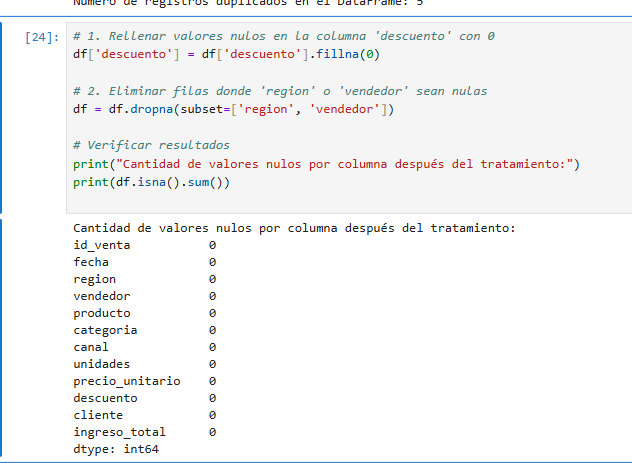 Número de registros duplicados en el DataFrame: 5
[24]:
# 1. Rellenar valores nulos en la columna 'descuento' con 0
df['descuento'] = df['descuento'].fillna(0)
# 2. Eliminar filas donde 'region' o 'vendedor' sean nulas
df = df.dropna(subset=['region', 'vendedor'])
# Verificar resultados
print("Cantidad de valores nulos por columna después del tratamiento:")
print(df.isna().sum())
Cantidad de valores nulos por columna después del tratamiento:
id_venta 0
fecha 0
region 0
vendedor 0
producto 0
categoria 0
canal 0
unidades 0
precio_unitario 0
descuento 0
cliente 0
ingreso_total 0
dtype: int64